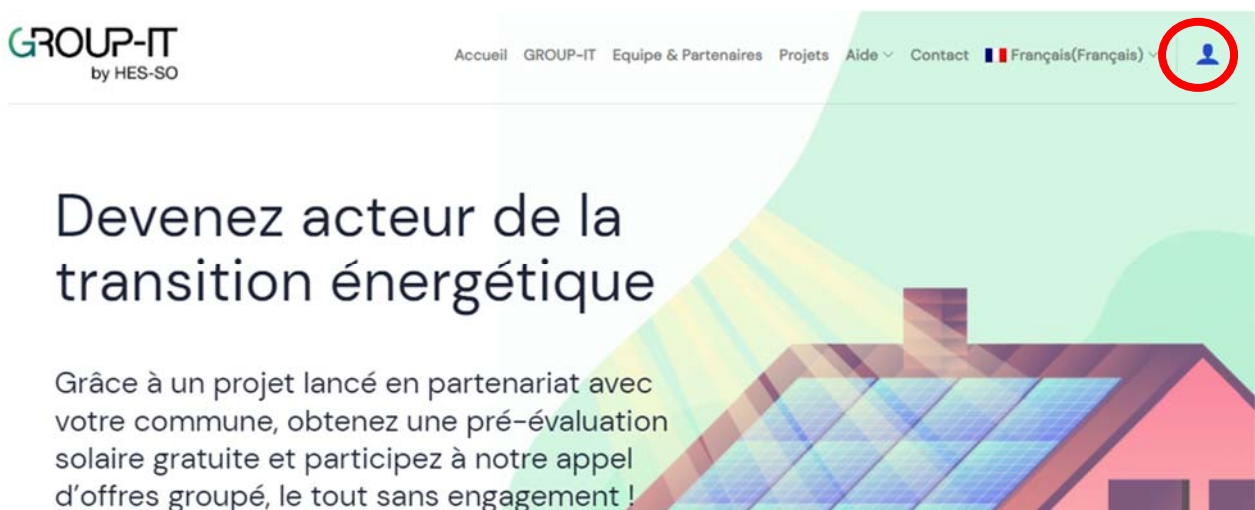 GROUP-IT
by HES-SO
Accueil GROUP-IT Equipe & Partenaires Projets Aide Contact Français(Français)
Devenez acteur de la
transition énergétique
Grâce à un projet lancé en partenariat avec
votre commune, obtenez une pré-évaluation
solaire gratuite et participez à notre appel
d'offres groupé, le tout sans engagement !